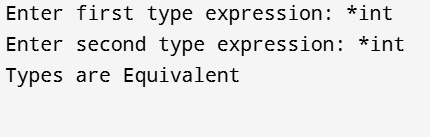 Enter first type expression: *int
Enter second type expression: *int
Types are Equivalent